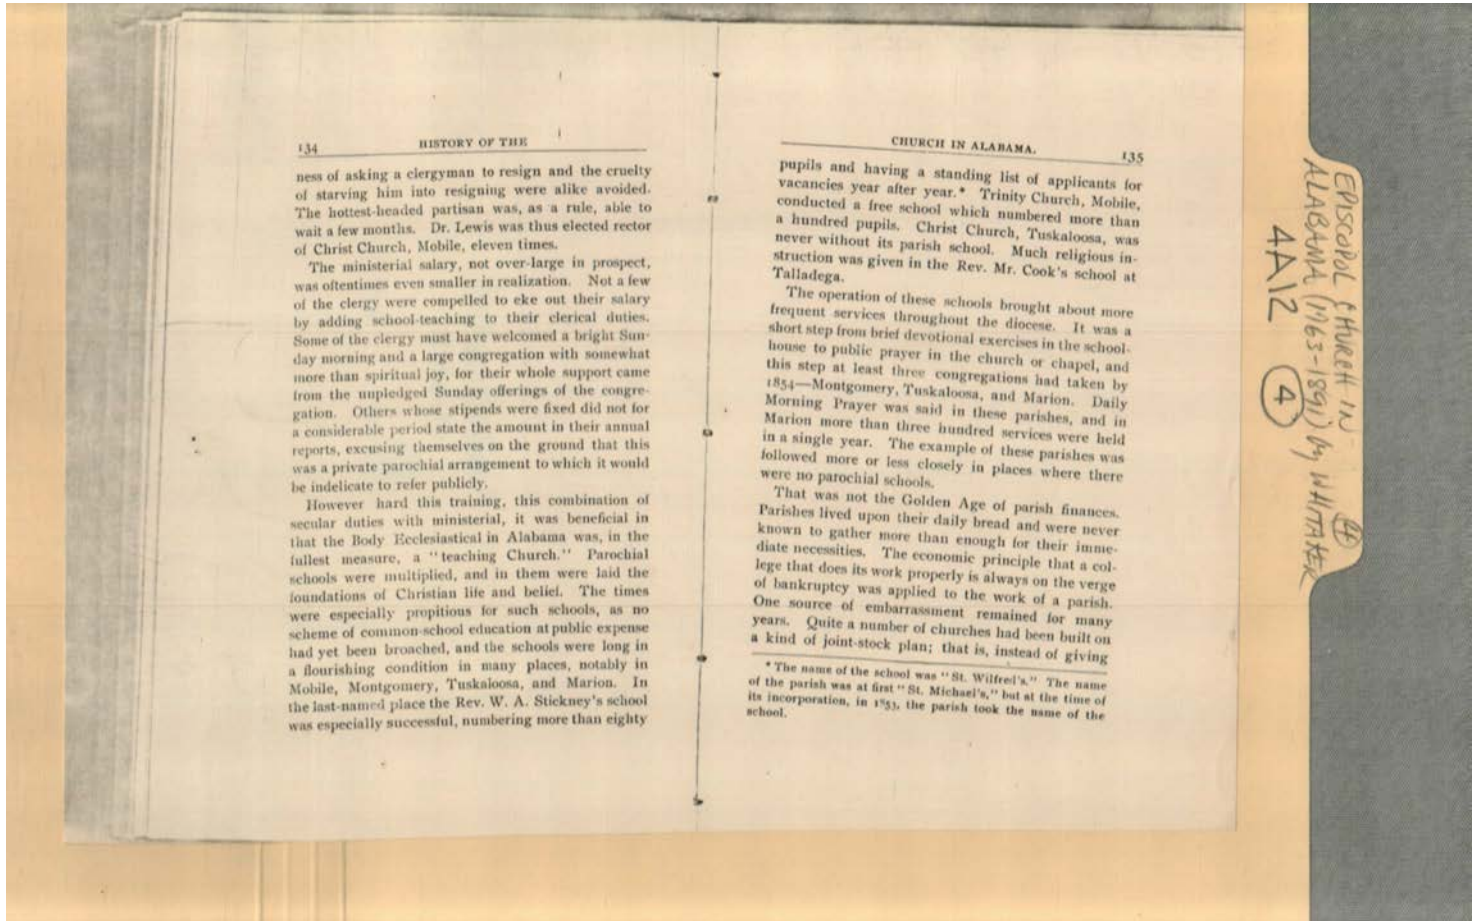 134
HISTORY OF THE
ness of asking a clergyman to resign and the cruelty
of starving him into resigning were alike avoided.
The hottest-headed partisan was, as a rule, able to
wait a few months. Dr. Lewis was thus elected rector
of Christ Church, Mobile, eleven times.
The ministerial salary, not over-large in prospect,
was oftentimes even smaller in realization. Not a few
of the clergy were compelled to eke out their salary
by adding school-teaching to their clerical duties.
Some of the clergy must have welcomed a bright Sun-
day morning and a large congregation with somewhat
more than spiritual joy, for their whole support came
from the unpledged Sunday offerings of the congre-
gation. Others whose stipends were fixed did not for
a considerable period state the amount in their annual
reports, excusing themselves on the ground that this
was a private parochial arrangement to which it would
be indelicate to refer publicly.
However hard this training, this combination of
secular duties with ministerial, it was beneficial in
that the Body Ecclesiastical in Alabama was, in the
fullest measure, a "teaching Church." Parochial
schools were multiplied, and in them were laid the
foundations of Christian life and belief. The times
were especially propitious for such schools, as no
scheme of common-school education at public expense
had yet been broached, and the schools were long in
a flourishing condition in many places, notably in
Mobile, Montgomery, Tuskaloosa, and Marion. In
the last-named place the Rev. W. A. Stickney's school
was especially successful, numbering more than eighty
CHURCH IN ALABAMA.
135
pupils and having a standing list of applicants for
vacancies year after year.* Trinity Church, Mobile,
conducted a free school which numbered more than
a hundred pupils. Christ Church, Tuskaloosa, was
never without its parish school. Much religious in-
struction was given in the Rev. Mr. Cook's school at
Talladega.
The operation of these schools brought about more
frequent services throughout the diocese. It was a
short step from brief devotional exercises in the school-
house to public prayer in the church or chapel, and
this step at least three congregations had taken by
1854—Montgomery, Tuskaloosa, and Marion. Daily
Morning Prayer was said in these parishes, and in
Marion more than three hundred services were held
in a single year. The example of these parishes was
followed more or less closely in places where there
were no parochial schools.
That was not the Golden Age of parish finances.
Parishes lived upon their daily bread and were never
known to gather more than enough for their imme-
diate necessities. The economic principle that a col-
lege that does its work properly is always on the verge
of bankruptcy was applied to the work of a parish.
One source of embarrassment remained for many
years. Quite a number of churches had been built on
a kind of joint-stock plan; that is, instead of giving
* The name of the school was "St. Wilfred's." The name
of the parish was at first "St. Michael's," but at the time of
its incorporation, in 1853, the parish took the name of the
school.
EPISCOPOL CHURCH IN
ALABAMA (1763-1891) by WHITAKER
4A12 4